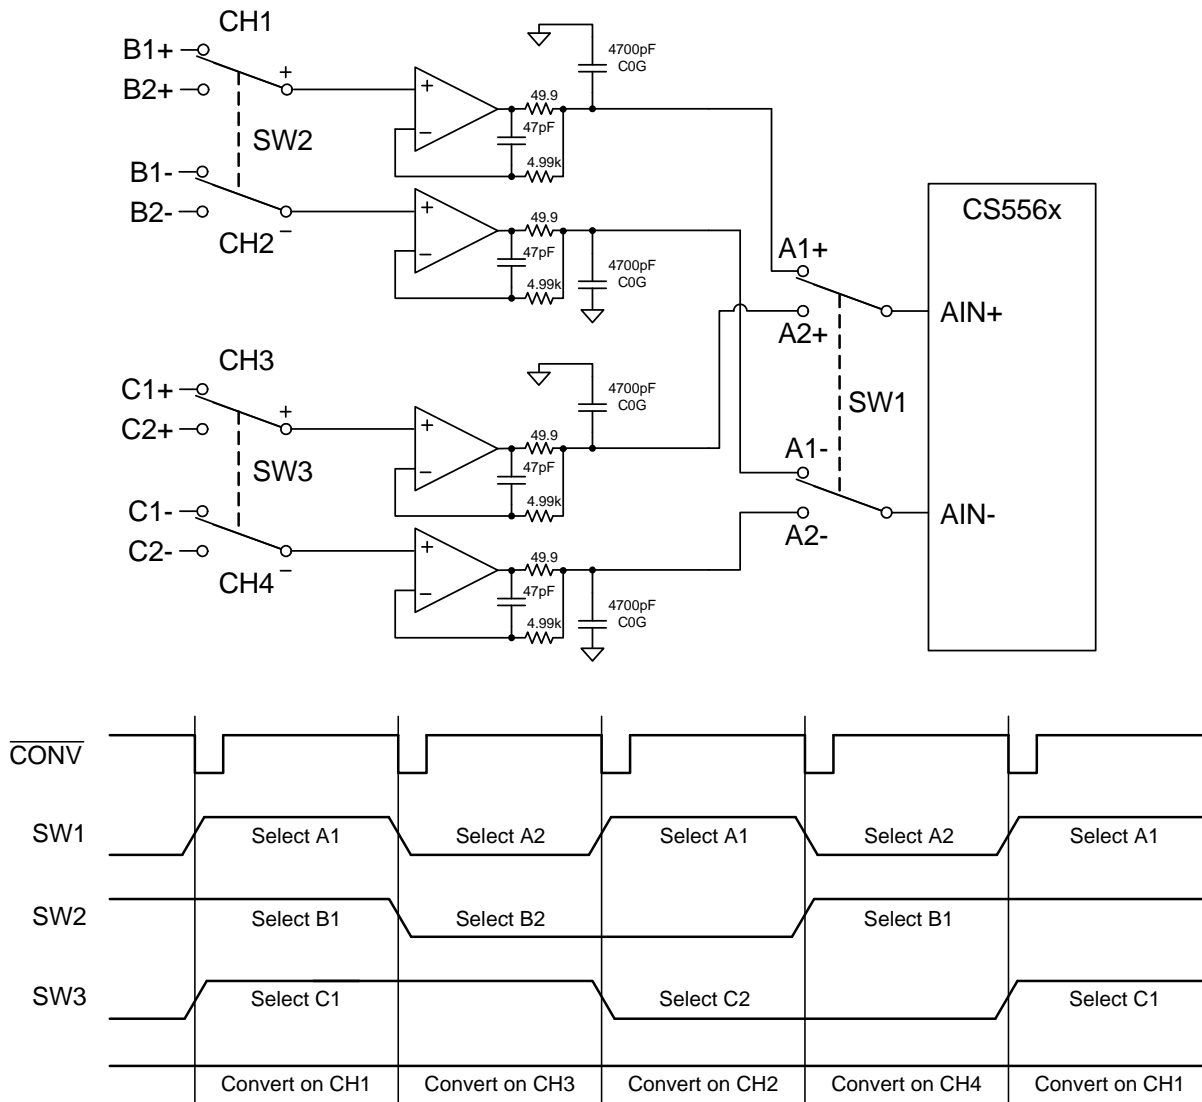 CH1
B1+
B2+
SW2
B1-
B2-
CH2
+
−
+
−
49.9
47pF
4.99k
4700pF
C0G
+
−
49.9
47pF
4.99k
4700pF
C0G
CH3
C1+
C2+
SW3
C1-
C2-
CH4
+
−
+
−
49.9
47pF
4.99k
4700pF
C0G
+
−
49.9
47pF
4.99k
4700pF
C0G
A1+
A2+
SW1
A1-
A2-
CS556x
AIN+
AIN-
CONV
SW1 Select A1 Select A2 Select A1 Select A2 Select A1
SW2 Select B1 Select B2 Select B1
SW3 Select C1 Select C2 Select C1
Convert on CH1 Convert on CH3 Convert on CH2 Convert on CH4 Convert on CH1